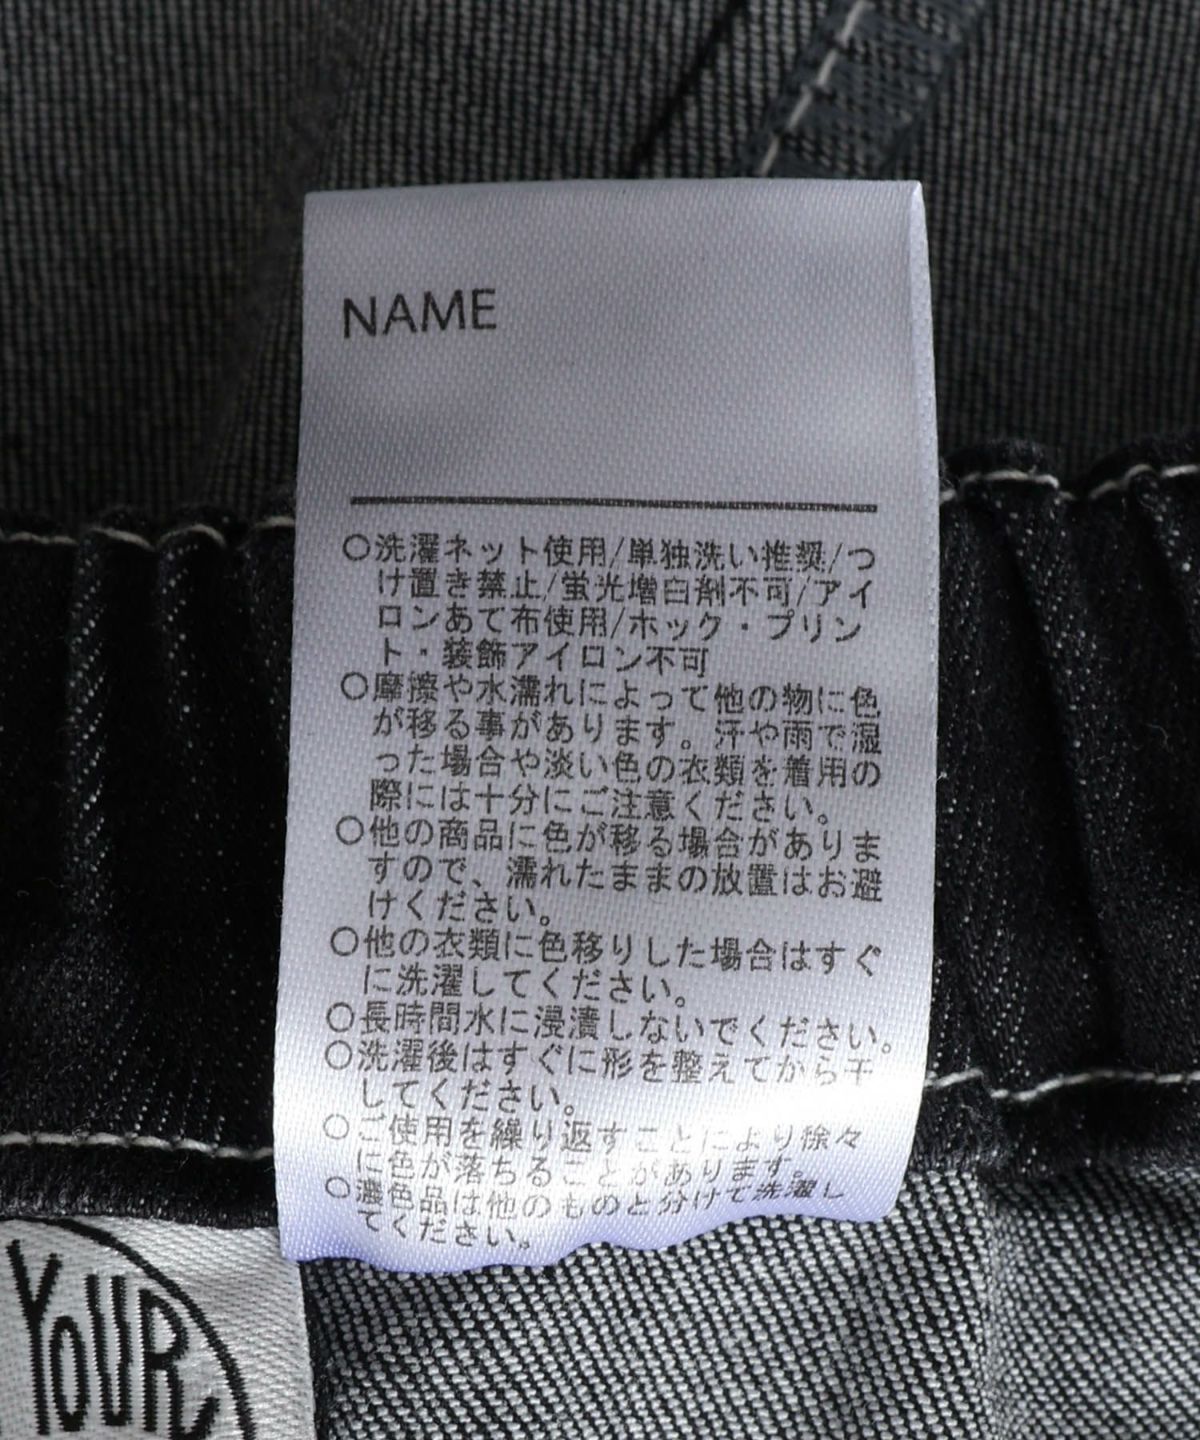 NAME
○洗濯ネット使用/単独洗い推奨/つ
け置き禁止/蛍光増白剤不可/アイ
ロンあて布使用/ホック・プリン
ト・装飾アイロン不可
○摩擦や水濡れによって他の物に色
が移る事があります。汗や雨で湿
った場合や淡い色の衣類を着用の
際には十分にご注意ください。
○他の商品に色が移る場合がありま
すので、濡れたままの放置はお避
けください。
○他の衣類に色移りした場合はすぐ
に洗濯してください。
○長時間水に浸漬しないでください。
○洗濯後はすぐに形を整えてから干
してください。
○ご使用を繰り返すことにより徐々
に色が落ちることがあります。
○濃色品は他のものと分けて洗濯し
てください。
YOUR